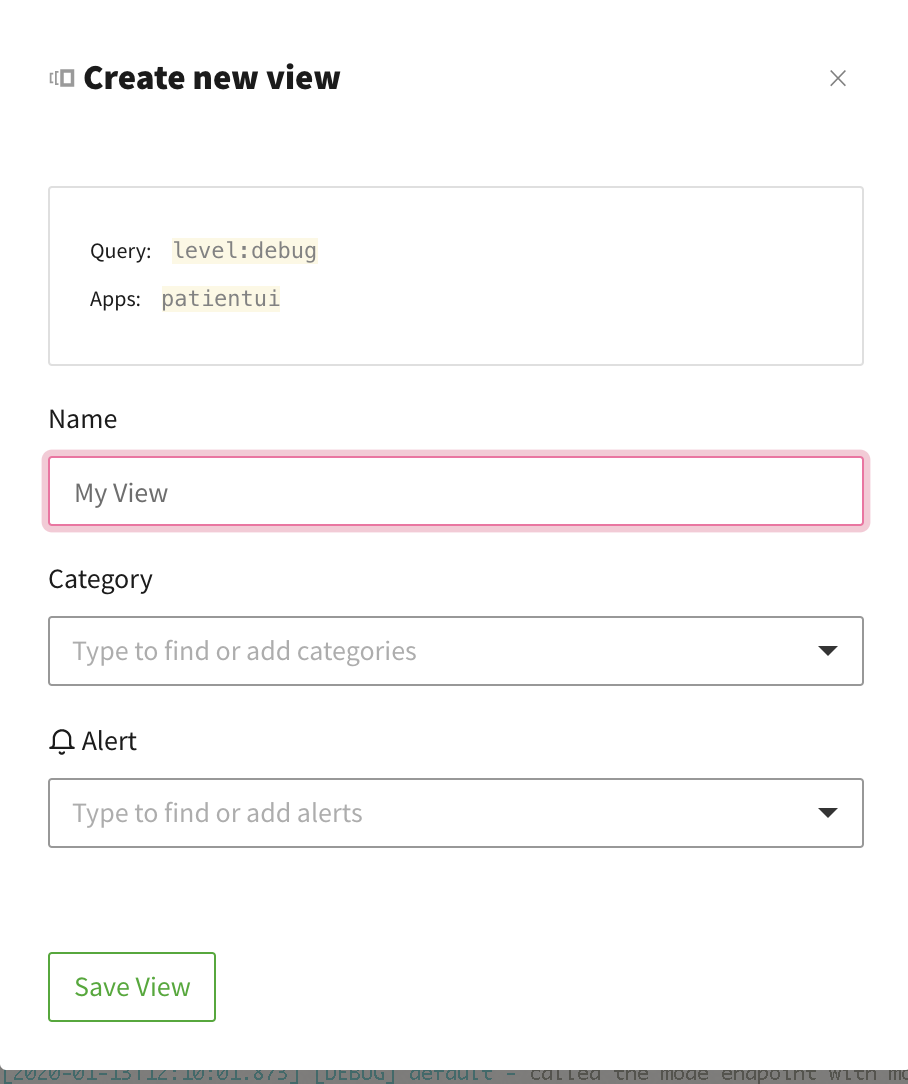 Create new view
Query: level:debug
Apps: patientui
Name
My View
Category
Type to find or add categories
Alert
Type to find or add alerts
Save View
[2020-01-13T12:10:01.873] [DEBUG] default - called the mode endpoint with